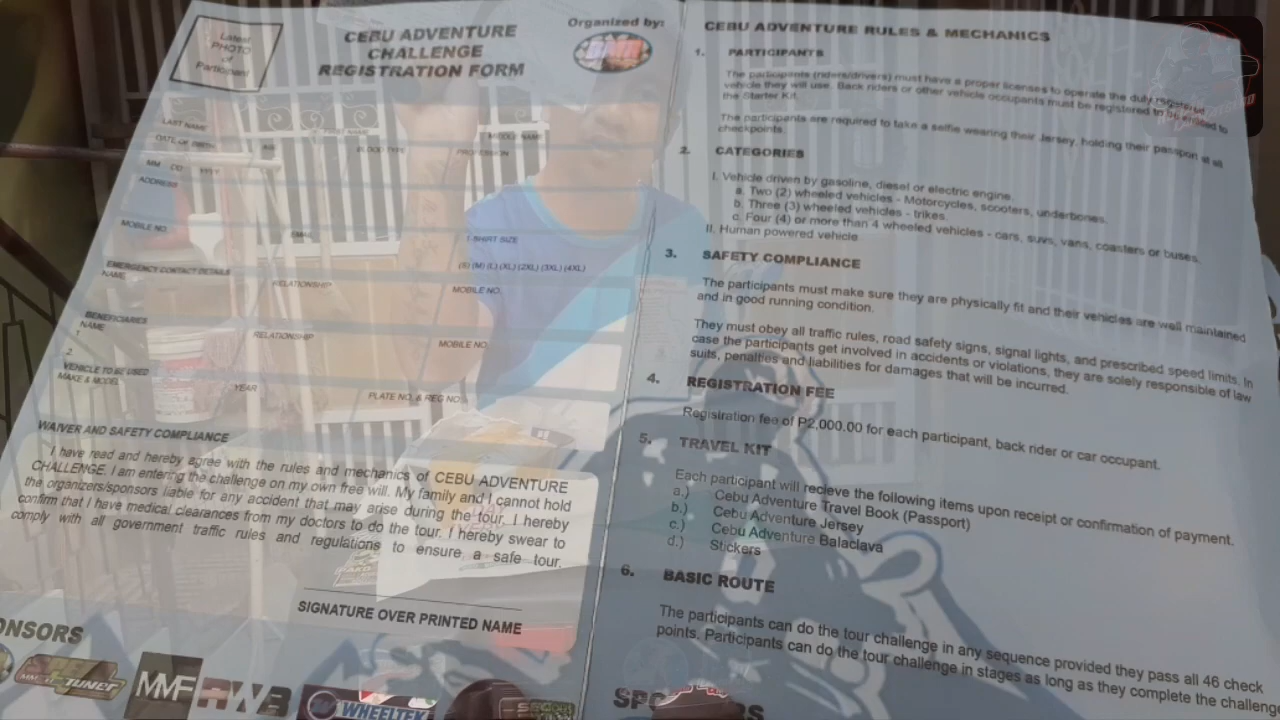 Latest
PHOTO
of
Participant
CEBU ADVENTURE
CHALLENGE
REGISTRATION FORM
Organized by:
LAST NAME
FIRST NAME
MIDDLE NAME
DATE OF BIRTH
AGE
BLOOD TYPE
PROFESSION
MM DD YYYY
ADDRESS
MOBILE NO.
EMAIL
T-SHIRT SIZE
(S) (M) (L) (XL) (2XL) (3XL) (4XL)
EMERGENCY CONTACT DETAILS
NAME
RELATIONSHIP
MOBILE NO.
BENEFICIARIES
NAME
RELATIONSHIP
MOBILE NO.
1
2
VEHICLE TO BE USED
MAKE & MODEL
YEAR
PLATE NO. & REG NO.
WAIVER AND SAFETY COMPLIANCE
I have read and hereby agree with the rules and mechanics of CEBU ADVENTURE
CHALLENGE. I am entering the challenge on my own free will. My family and I cannot hold
the organizers/sponsors liable for any accident that may arise during the tour. I hereby
confirm that I have medical clearances from my doctors to do the tour. I hereby swear to
comply with all government traffic rules and regulations to ensure a safe tour.
SIGNATURE OVER PRINTED NAME
ONSORS
SPEED TUNER
MMF
RWB
WHEELTEK
CEBU ADVENTURE RULES & MECHANICS
1. PARTICIPANTS
The participants (riders/drivers) must have a proper licenses to operate the duly registered
vehicle they will use. Back riders or other vehicle occupants must be registered to be entitled to
the Starter Kit.
The participants are required to take a selfie wearing their Jersey, holding their passport at all
checkpoints.
2. CATEGORIES
I. Vehicle driven by gasoline, diesel or electric engine.
a. Two (2) wheeled vehicles - Motorcycles, scooters, underbones.
b. Three (3) wheeled vehicles - trikes.
c. Four (4) or more than 4 wheeled vehicles - cars, suvs, vans, coasters or buses.
II. Human powered vehicle
3. SAFETY COMPLIANCE
The participants must make sure they are physically fit and their vehicles are well maintained
and in good running condition.
They must obey all traffic rules, road safety signs, signal lights, and prescribed speed limits. In
case the participants get involved in accidents or violations, they are solely responsible of law
suits, penalties and liabilities for damages that will be incurred.
4. REGISTRATION FEE
Registration fee of P2,000.00 for each participant, back rider or car occupant.
5. TRAVEL KIT
Each participant will recieve the following items upon receipt or confirmation of payment.
a.) Cebu Adventure Travel Book (Passport)
b.) Cebu Adventure Jersey
c.) Cebu Adventure Balaclava
d.) Stickers
6. BASIC ROUTE
The participants can do the tour challenge in any sequence provided they pass all 46 check
points. Participants can do the tour challenge in stages as long as they complete the challenge